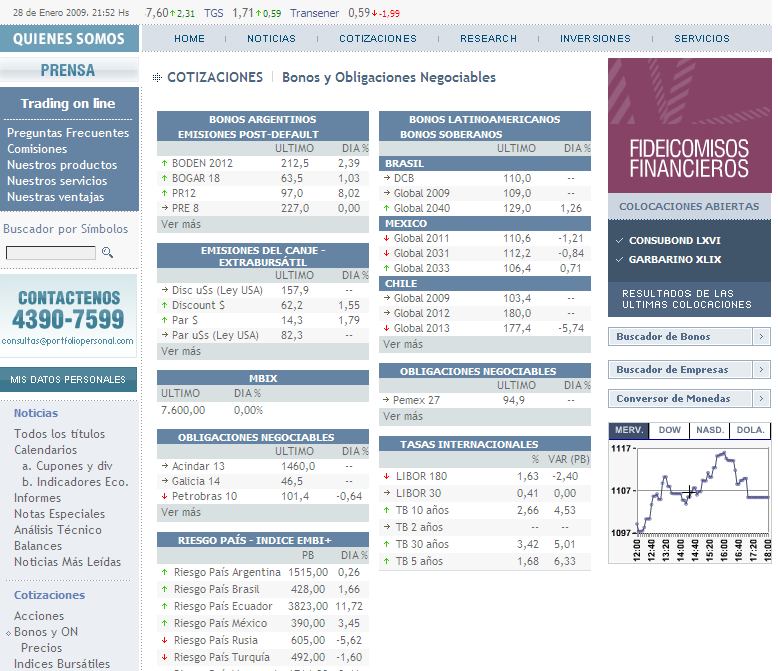 28 de Enero 2009. 21:52 Hs
7,60 2,31 TGS 1,71 0,59 Transener 0,59 -1,99
QUIENES SOMOS
HOME | NOTICIAS | COTIZACIONES | RESEARCH | INVERSIONES | SERVICIOS
PRENSA
Trading on line
Preguntas Frecuentes
Comisiones
Nuestros productos
Nuestros servicios
Nuestras ventajas
Buscador por Símbolos
CONTACTENOS
4390-7599
consultas@portfoliopersonal.com
MIS DATOS PERSONALES
Noticias
Todos los títulos
Calendarios
a. Cupones y div
b. Indicadores Eco.
Informes
Notas Especiales
Análisis Técnico
Balances
Noticias Más Leídas
Cotizaciones
Acciones
Bonos y ON
Precios
Indices Bursátiles
COTIZACIONES | Bonos y Obligaciones Negociables
BONOS ARGENTINOS
EMISIONES POST-DEFAULT
ULTIMO DIA %
BODEN 2012 212,5 2,39
BOGAR 18 63,5 1,03
PR12 97,0 8,02
PRE 8 227,0 0,00
Ver más
EMISIONES DEL CANJE -
EXTRABURSÁTIL
ULTIMO DIA %
Disc u$s (Ley USA) 157,9 --
Discount $ 62,2 1,55
Par $ 14,3 1,79
Par u$s (Ley USA) 82,3 --
Ver más
MBIX
ULTIMO DIA %
7.600,00 0,00%
OBLIGACIONES NEGOCIABLES
ULTIMO DIA %
Acindar 13 1460,0 --
Galicia 14 46,5 --
Petrobras 10 101,4 -0,64
Ver más
RIESGO PAÍS - INDICE EMBI+
PB DIA %
Riesgo País Argentina 1515,00 0,26
Riesgo País Brasil 428,00 1,66
Riesgo País Ecuador 3823,00 11,72
Riesgo País México 390,00 3,45
Riesgo País Rusia 605,00 -5,62
Riesgo País Turquía 492,00 -1,60
BONOS LATINOAMERICANOS
BONOS SOBERANOS
ULTIMO DIA %
BRASIL
DCB 110,0 --
Global 2009 109,0 --
Global 2040 129,0 1,26
MEXICO
Global 2011 110,6 -1,21
Global 2031 112,2 -0,84
Global 2033 106,4 0,71
CHILE
Global 2009 103,4 --
Global 2012 180,0 --
Global 2013 177,4 -5,74
Ver más
OBLIGACIONES NEGOCIABLES
ULTIMO DIA %
Pemex 27 94,9 --
Ver más
TASAS INTERNACIONALES
% VAR (PB)
LIBOR 180 1,63 -2,40
LIBOR 30 0,41 0,00
TB 10 años 2,66 4,53
TB 2 años -- --
TB 30 años 3,42 5,01
TB 5 años 1,68 6,33
FIDEICOMISOS
FINANCIEROS
COLOCACIONES ABIERTAS
CONSUBOND LXVI
GARBARINO XLIX
RESULTADOS DE LAS
ULTIMAS COLOCACIONES
Buscador de Bonos
Buscador de Empresas
Conversor de Monedas
MERV. DOW NASD. DOLA.
1117
1107
1097
12:00 12:40 13:20 14:00 14:40 15:20 16:00 16:40 17:20 18:00